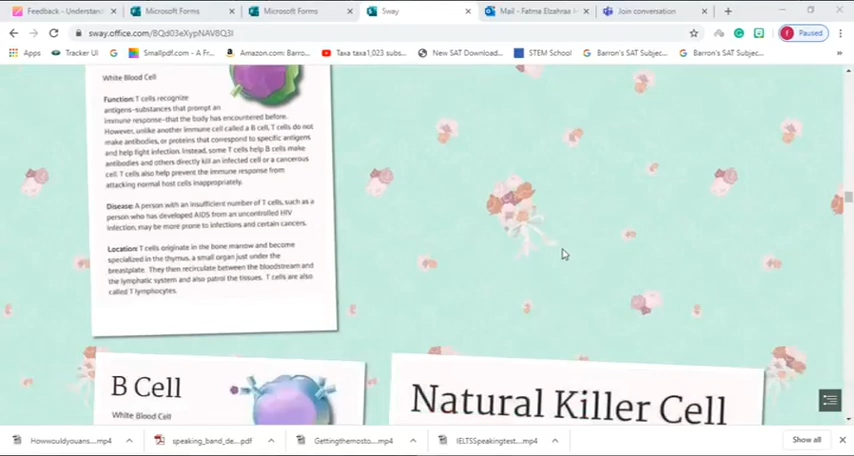 Feedback - Understan
Microsoft Forms
Microsoft Forms
Sway
Mail - Fatma Elzahraa
Join conversation
sway.office.com/8Qd03eXypNAV8Q3I
Paused
Apps
Tracker UJ
Smallpdf.com - A Fr...
Amazon.com: Barro...
Taxa taxa1,023 subs...
New SAT Download...
STEM School
Barron's SAT Subjec...
Barron's SAT Subjec...
White Blood Cell
Function: T cells recognize
antigens-substances that prompt an
immune response-that the body has encountered before.
However, unlike another immune cell called a B cell, T cells do not
make antibodies, or proteins that correspond to specific antigens
and help fight infection. Instead, some T cells help B cells make
antibodies and others directly kill an infected cell or a cancerous
cell. T cells also help prevent the immune response from
attacking normal host cells inappropriately.
Disease: A person with an insufficient number of T cells, such as a
person who has developed AIDS from an uncontrolled HIV
infection, may be more prone to infections and certain cancers.
Location: T cells originate in the bone marrow and become
specialized in the thymus, a small organ just under the
breastplate. They then recirculate between the bloodstream and
the lymphatic system and also patrol the tissues. T cells are also
called T lymphocytes.
B Cell
White Blood Cell
Natural Killer Cell
Howwouldyouans....mp4
speaking_band_de...pdf
Gettingthemosto....mp4
IELTSSpeakingtest...mp4
Show all